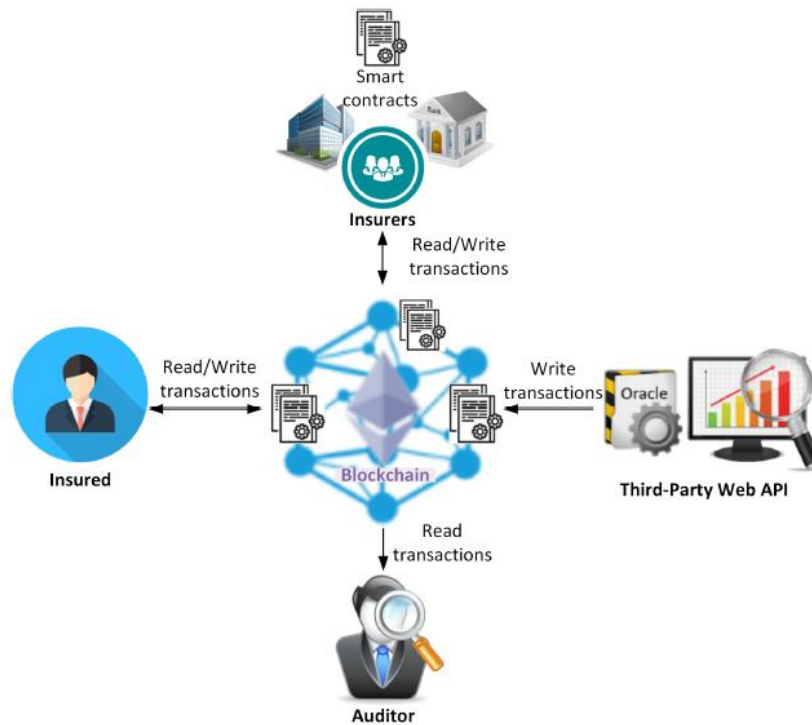 Smart
contracts
Bank
Insurers
Read/Write
transactions
Read/Write
transactions
Write
transactions
Oracle
Blockchain
Insured
Third-Party Web API
Read
transactions
Auditor